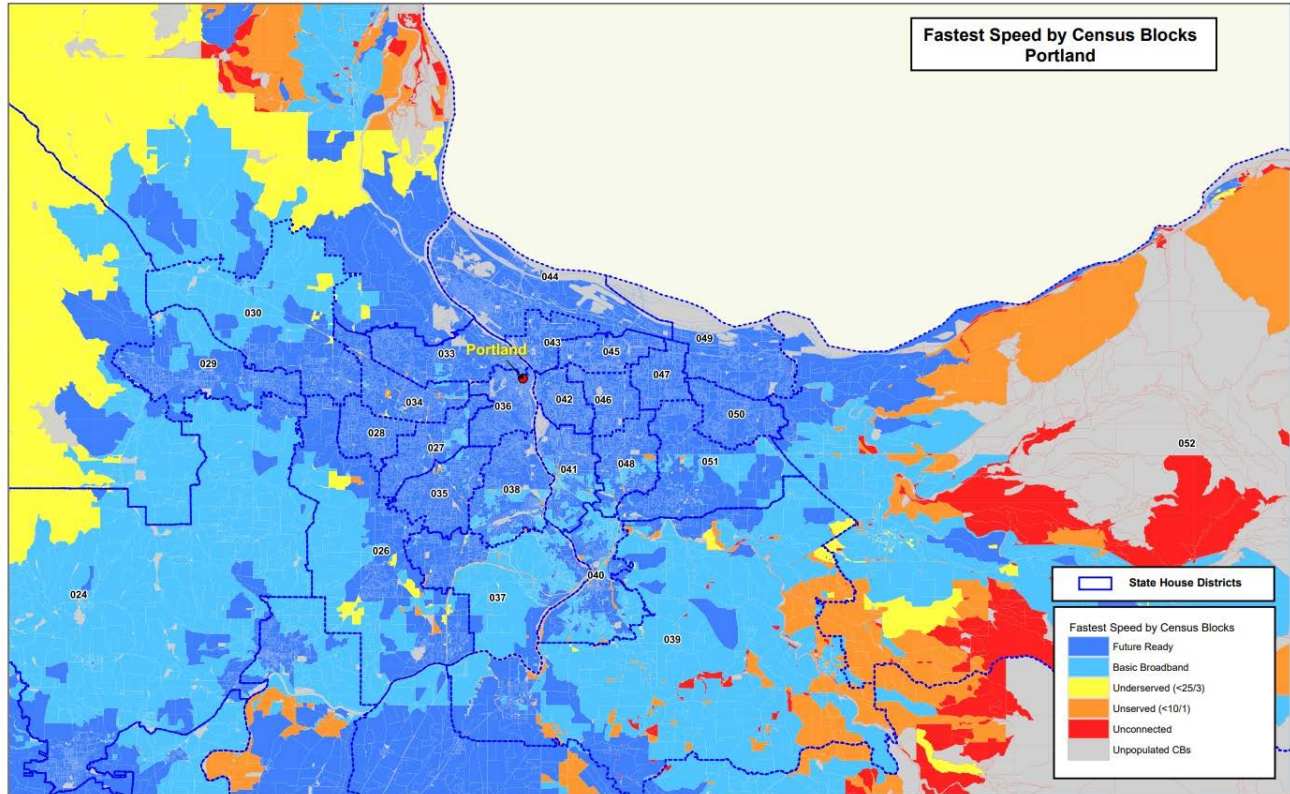 Fastest Speed by Census Blocks
Portland
044
030
049
043
045
033
Portland
029
047
034
036
042
046
050
028
027
052
041
048
051
035
038
026
040
024
037
039
State House Districts
Fastest Speed by Census Blocks
Future Ready
Basic Broadband
Underserved (<25/3)
Unserved (<10/1)
Unconnected
Unpopulated CBs